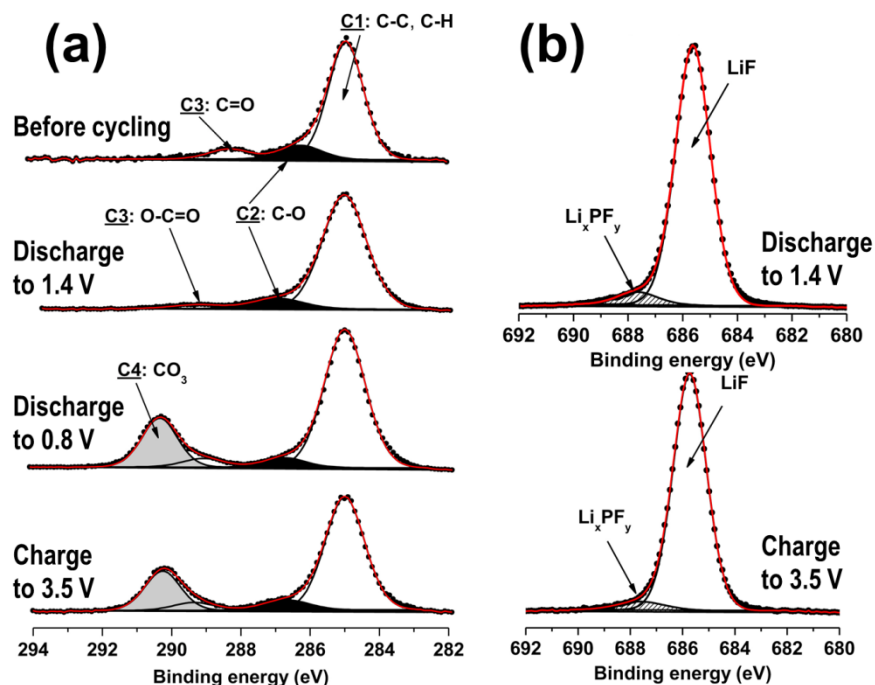 (a)
C1: C-C, C-H
C3: C=O
Before cycling
C3: O-C=O
C2: C-O
Discharge
to 1.4 V
C4: CO₃
Discharge
to 0.8 V
Charge
to 3.5 V
294 292 290 288 286 284 282
Binding energy (eV)
(b)
LiF
LiₓPFᵧ
Discharge
to 1.4 V
692 690 688 686 684 682 680
Binding energy (eV)
LiF
LiₓPFᵧ
Charge
to 3.5 V
692 690 688 686 684 682 680
Binding energy (eV)